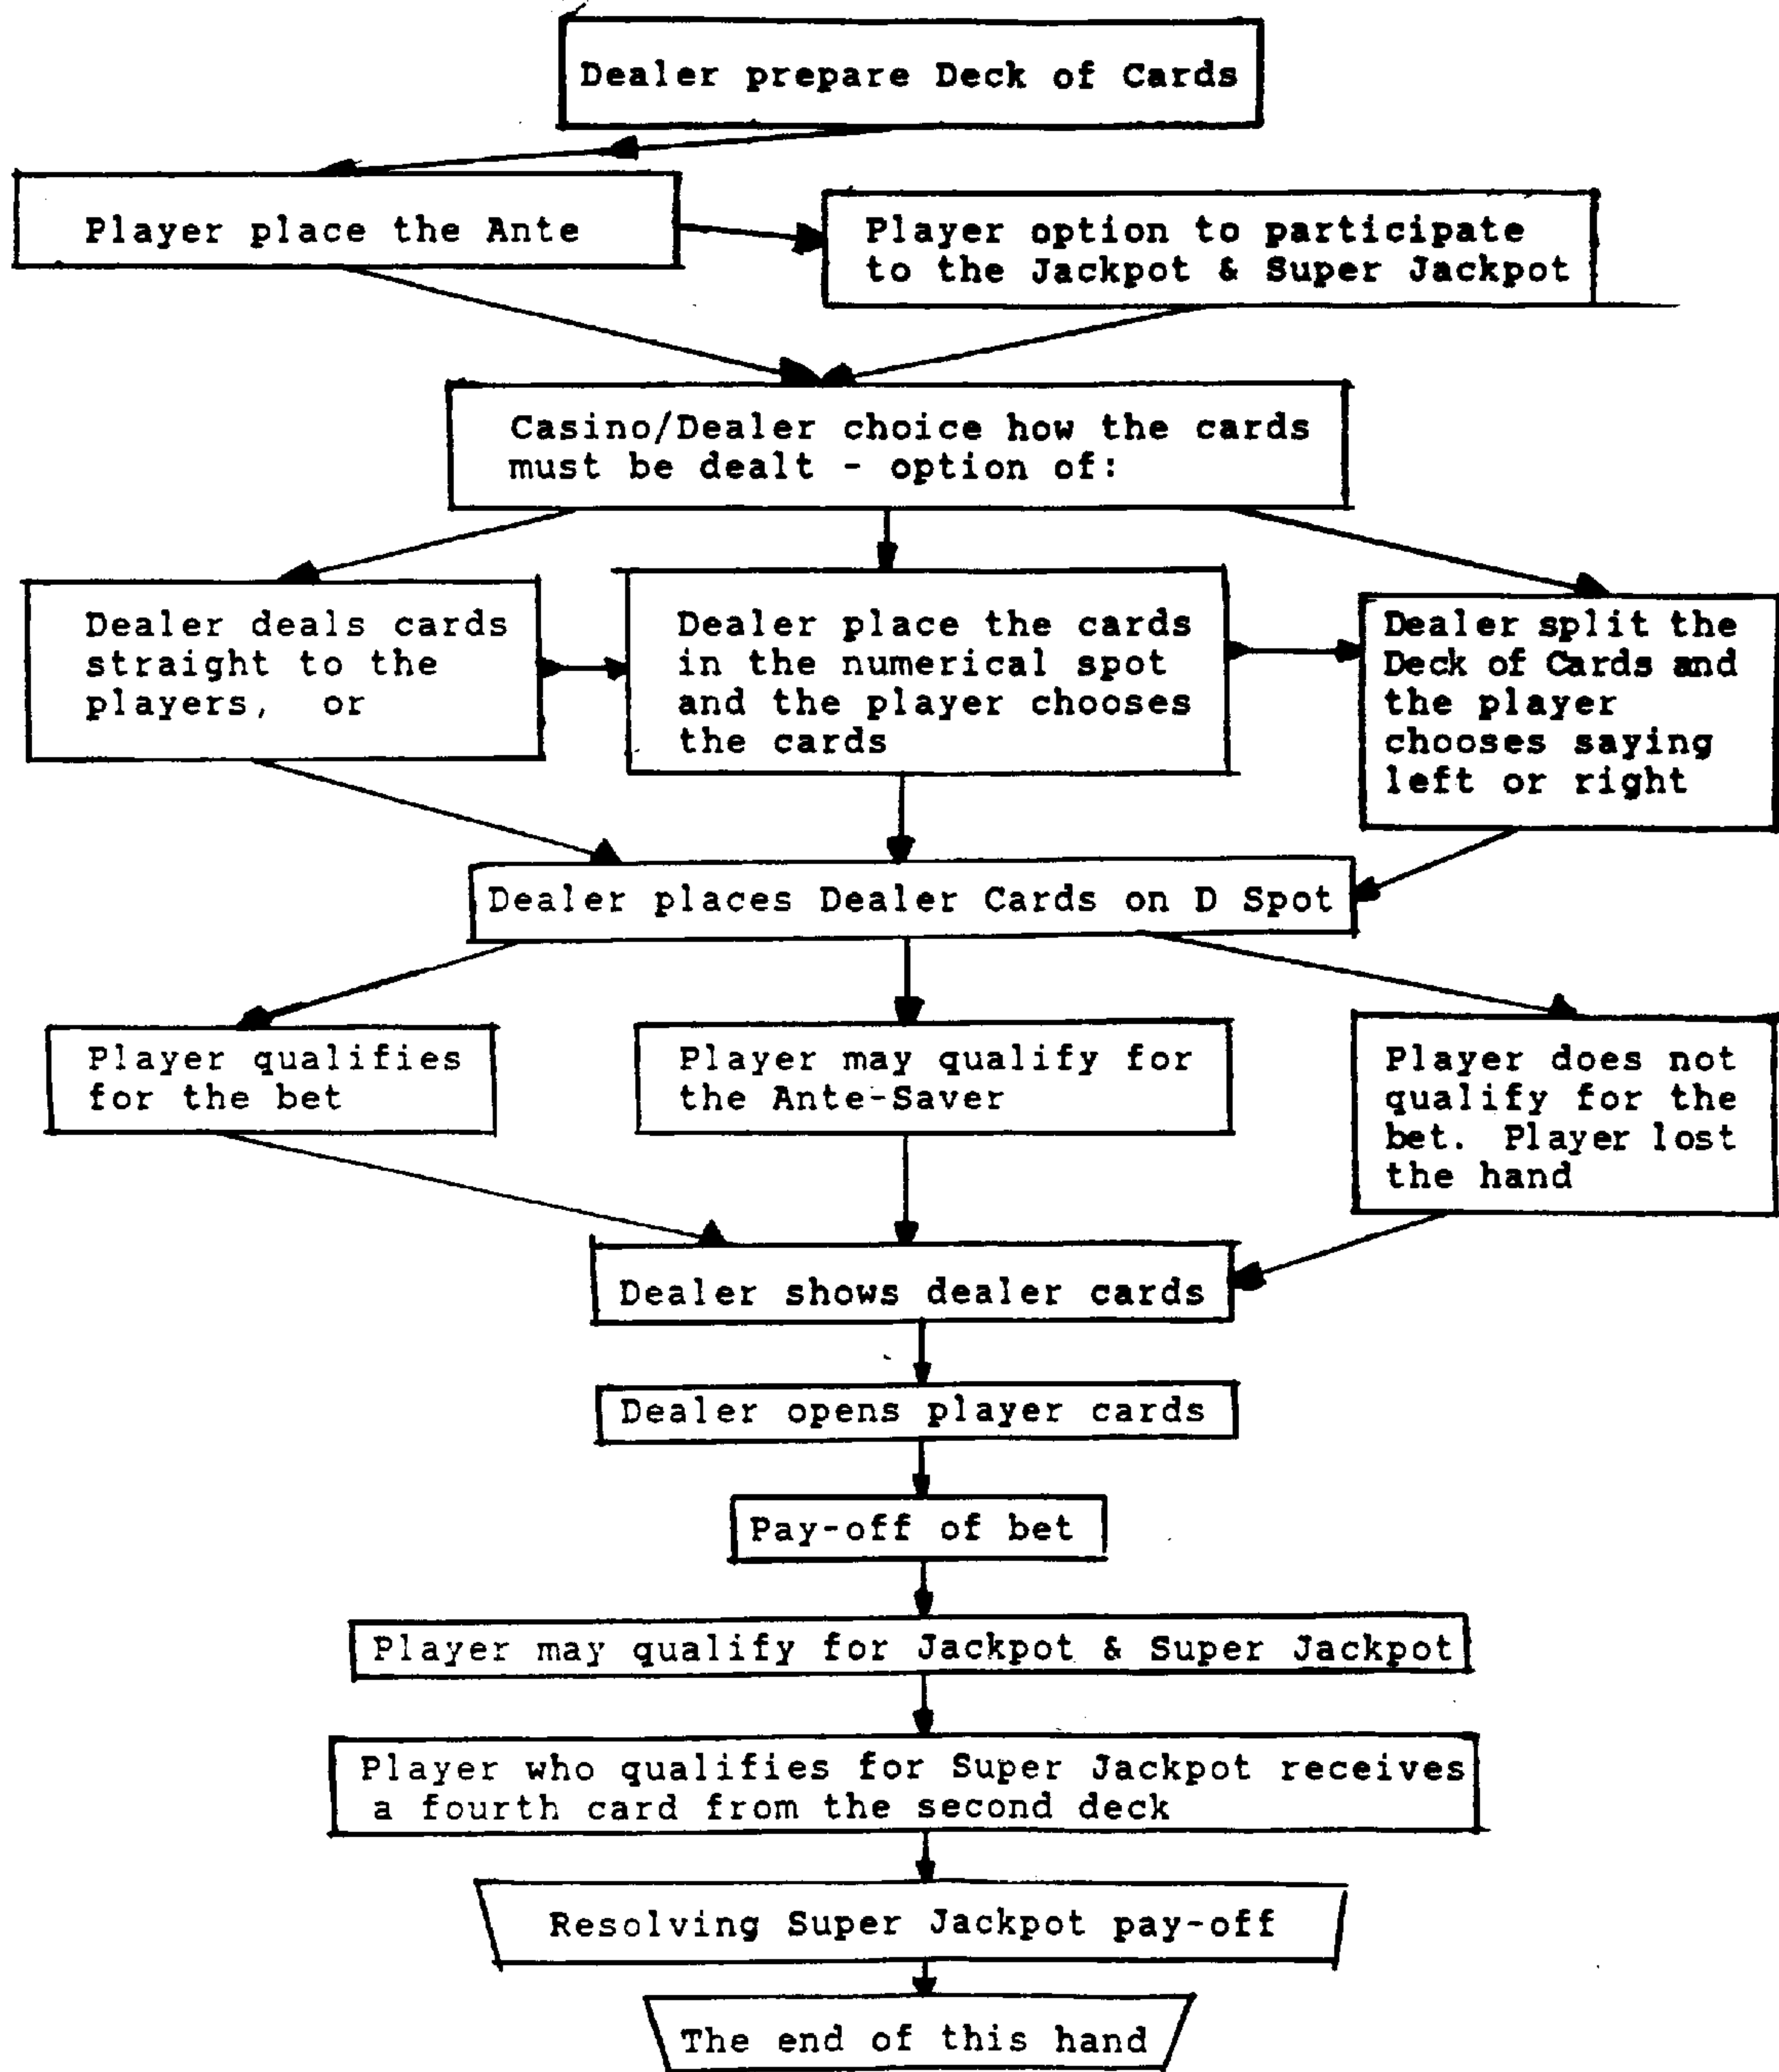 Dealer prepare Deck of Cards
Player place the Ante
Player option to participate
to the Jackpot & Super Jackpot
Casino/Dealer choice how the cards
must be dealt - option of:
Dealer deals cards
straight to the
players, or
Dealer place the cards
in the numerical spot
and the player chooses
the cards
Dealer split the
Deck of Cards and
the player
chooses saying
left or right
Dealer places Dealer Cards on D Spot
Player qualifies
for the bet
Player may qualify for
the Ante-Saver
Player does not
qualify for the
bet. Player lost
the hand
Dealer shows dealer cards
Dealer opens player cards
Pay-off of bet
Player may qualify for Jackpot & Super Jackpot
Player who qualifies for Super Jackpot receives
a fourth card from the second deck
Resolving Super Jackpot pay-off
The end of this hand